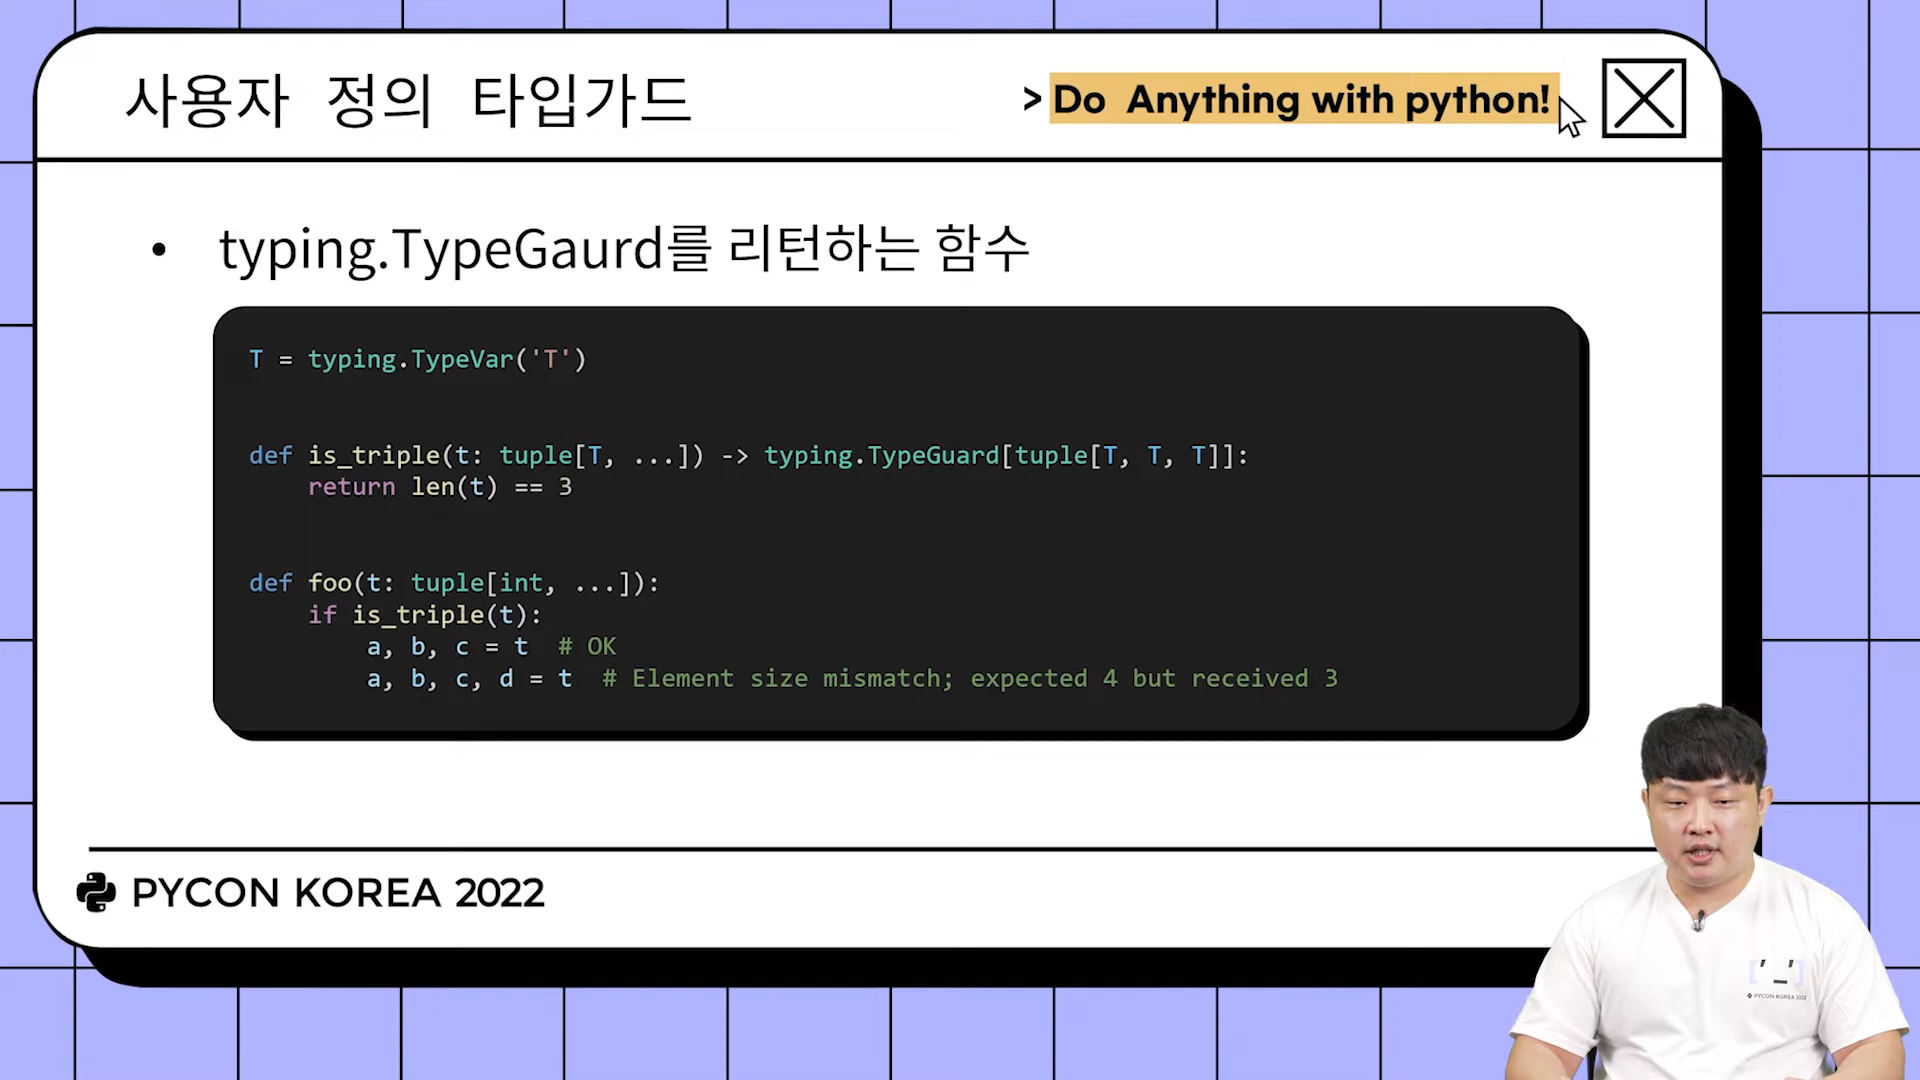 사용자 정의 타입가드
> Do Anything with python!
• typing.TypeGaurd를 리턴하는 함수
T = typing.TypeVar('T')
def is_triple(t: tuple[T, ...]) -> typing.TypeGuard[tuple[T, T, T]]:
    return len(t) == 3
def foo(t: tuple[int, ...]):
    if is_triple(t):
        a, b, c = t  # OK
        a, b, c, d = t  # Element size mismatch; expected 4 but received 3
PYCON KOREA 2022
[' _ ']
PYCON KOREA 2022